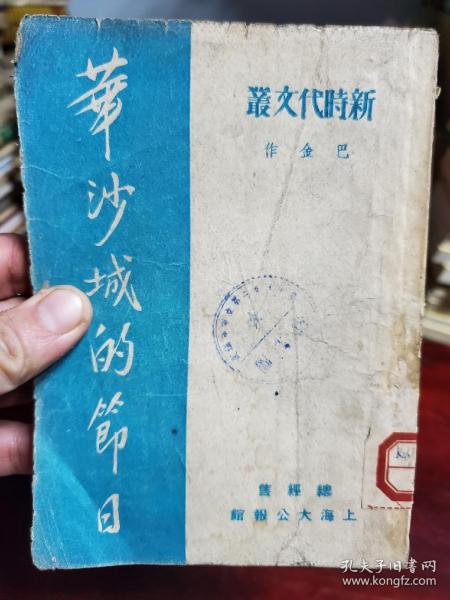 新時代文叢
巴金作
華沙城的節日
總經售
上海大公報館
孔夫子旧书网
www.kongfz.com